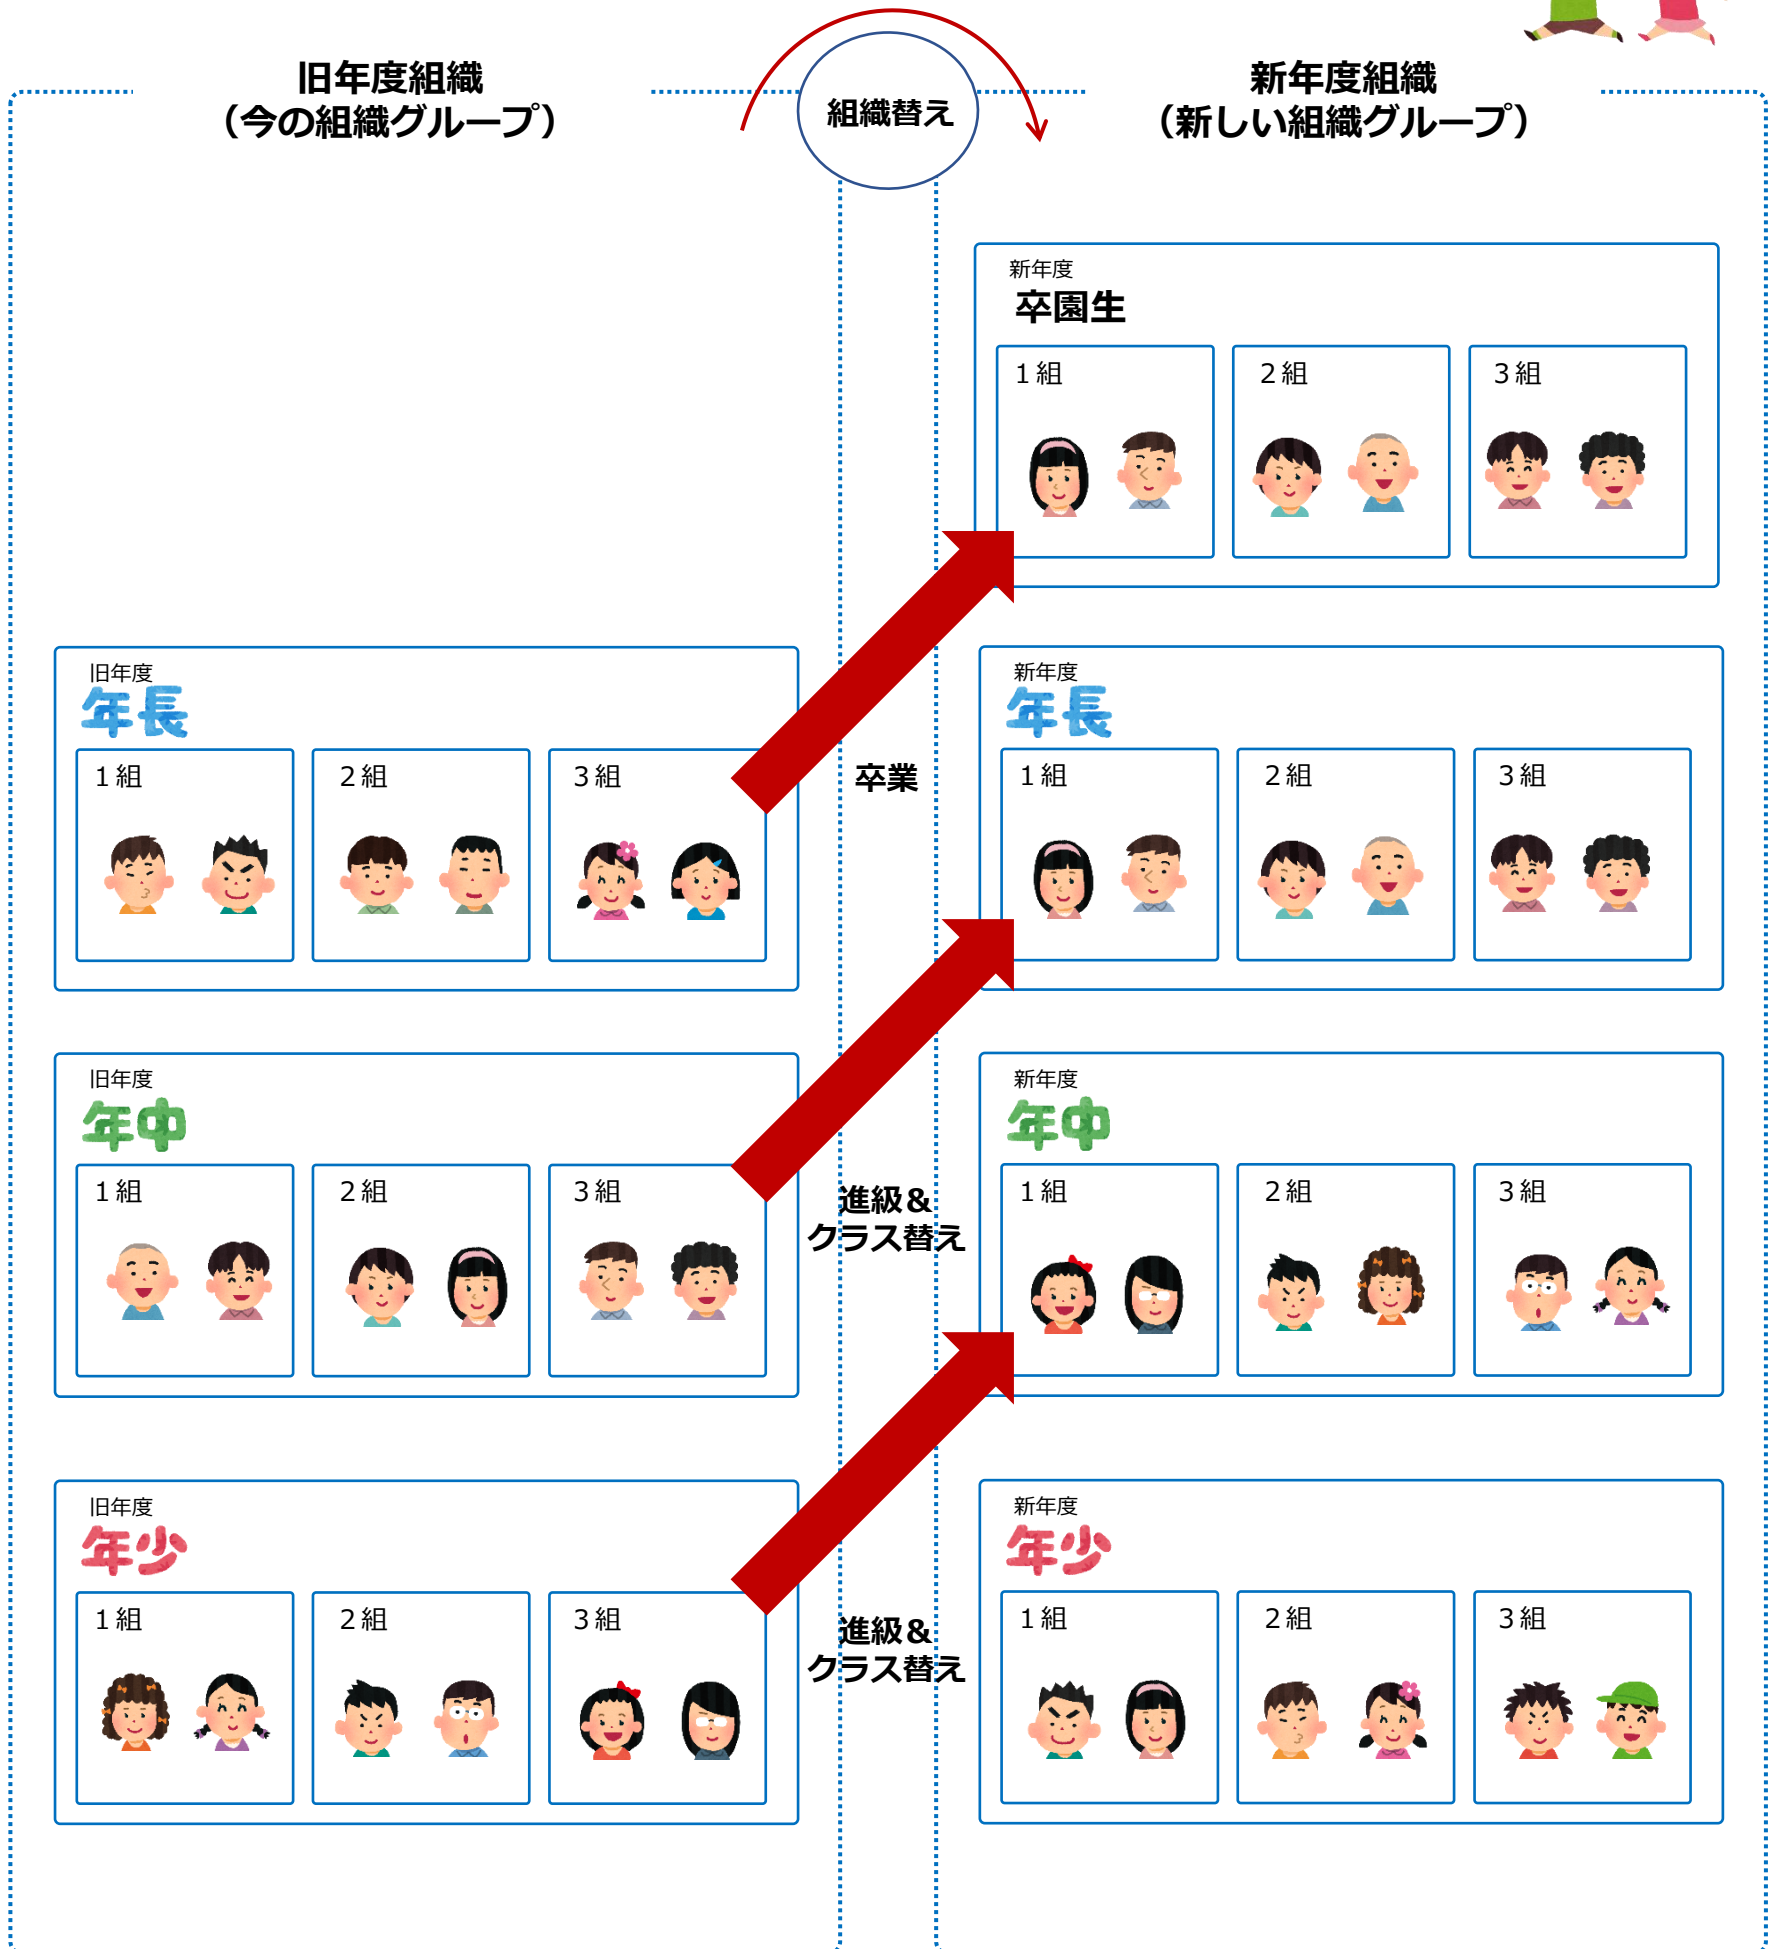 旧年度組織
（今の組織グループ）
組織替え
新年度組織
（新しい組織グループ）
新年度
卒園生
１組
２組
３組
旧年度
年長
１組
２組
３組
卒業
新年度
年長
１組
２組
３組
旧年度
年中
１組
２組
３組
進級＆
クラス替え
新年度
年中
１組
２組
３組
旧年度
年少
１組
２組
３組
進級＆
クラス替え
新年度
年少
１組
２組
３組